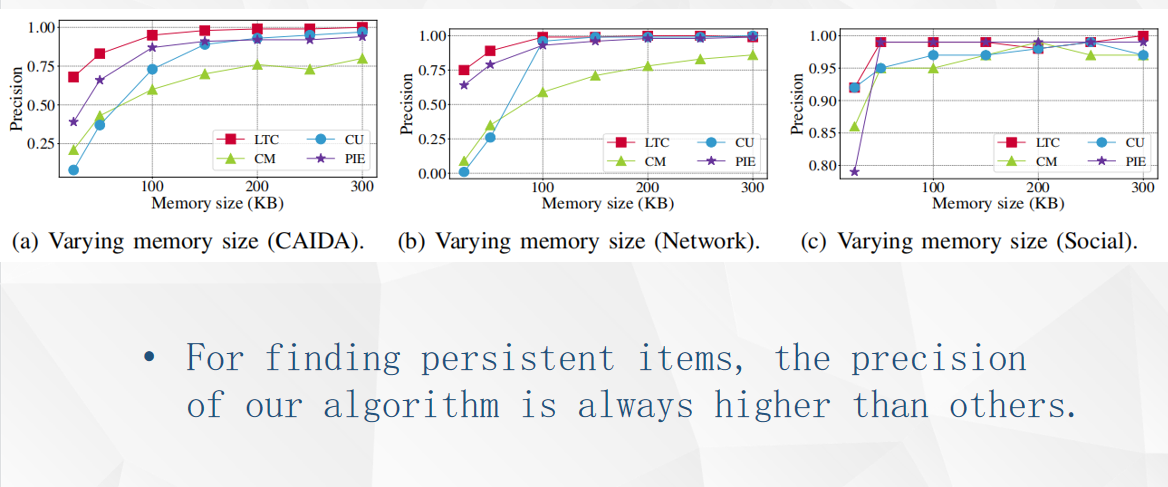 1.00
0.75
0.50
0.25
Precision
LTC
CM
CU
PIE
100
200
300
Memory size (KB)
(a) Varying memory size (CAIDA).
1.00
0.75
0.50
0.25
0.00
Precision
LTC
CM
CU
PIE
100
200
300
Memory size (KB)
(b) Varying memory size (Network).
1.00
0.95
0.90
0.85
0.80
Precision
LTC
CM
CU
PIE
100
200
300
Memory size (KB)
(c) Varying memory size (Social).
• For finding persistent items, the precision
of our algorithm is always higher than others.